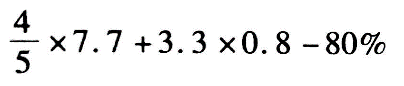 4/5 × 7.7 + 3.3 × 0.8 − 80%